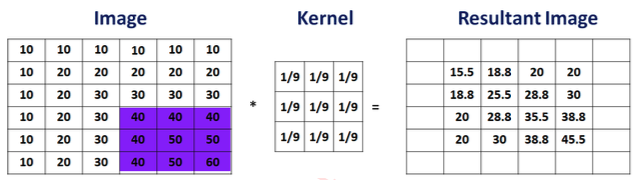 Image Kernel Resultant Image
10 10 10 10 10 10
10 20 20 20 20 20 15.5 18.8 20 20
10 20 30 30 30 30 1/9 1/9 1/9 18.8 25.5 28.8 30
10 20 30 40 40 40 * 1/9 1/9 1/9 = 20 28.8 35.5 38.8
10 20 30 40 50 50 1/9 1/9 1/9 20 30 38.8 45.5
10 20 30 40 50 60